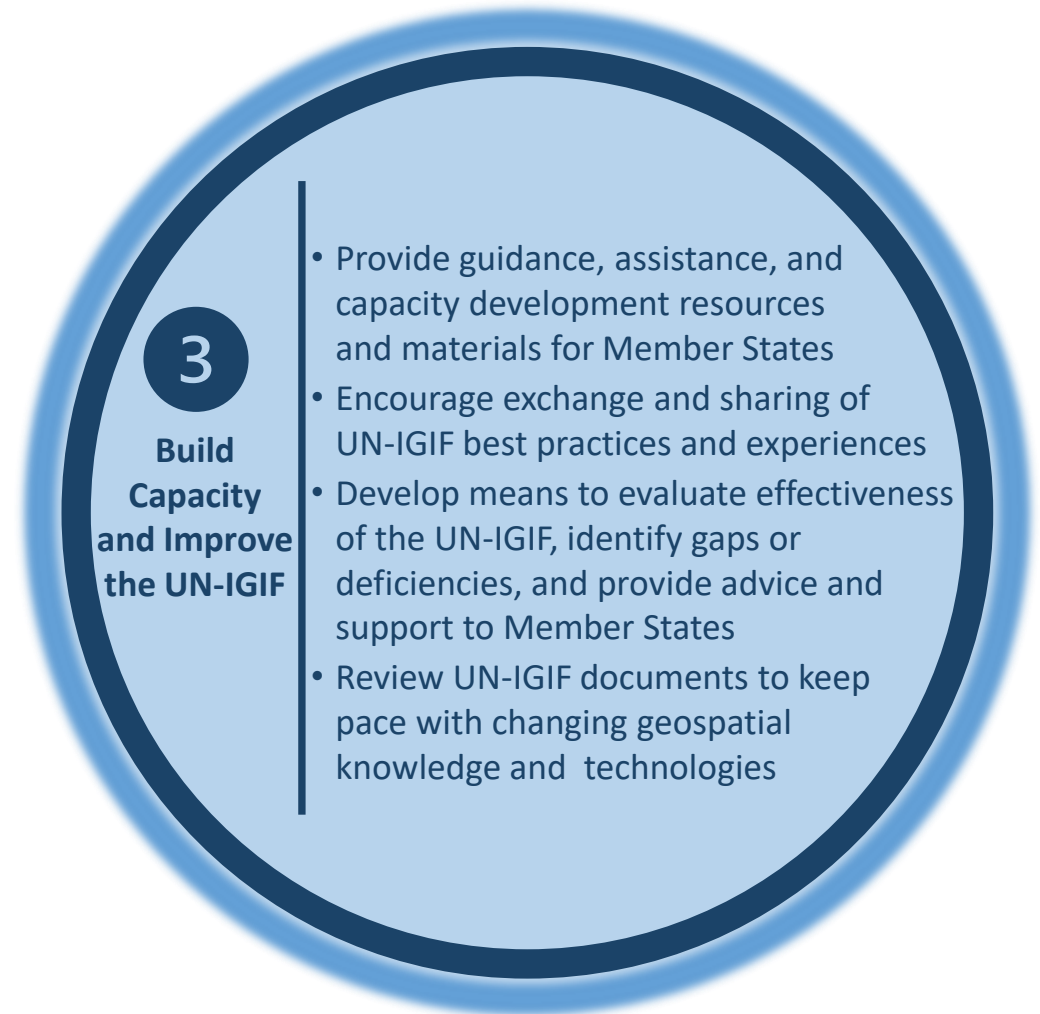 3
Build
Capacity
and Improve
the UN-IGIF
• Provide guidance, assistance, and
capacity development resources
and materials for Member States
• Encourage exchange and sharing of
UN-IGIF best practices and experiences
• Develop means to evaluate effectiveness
of the UN-IGIF, identify gaps or
deficiencies, and provide advice and
support to Member States
• Review UN-IGIF documents to keep
pace with changing geospatial
knowledge and technologies